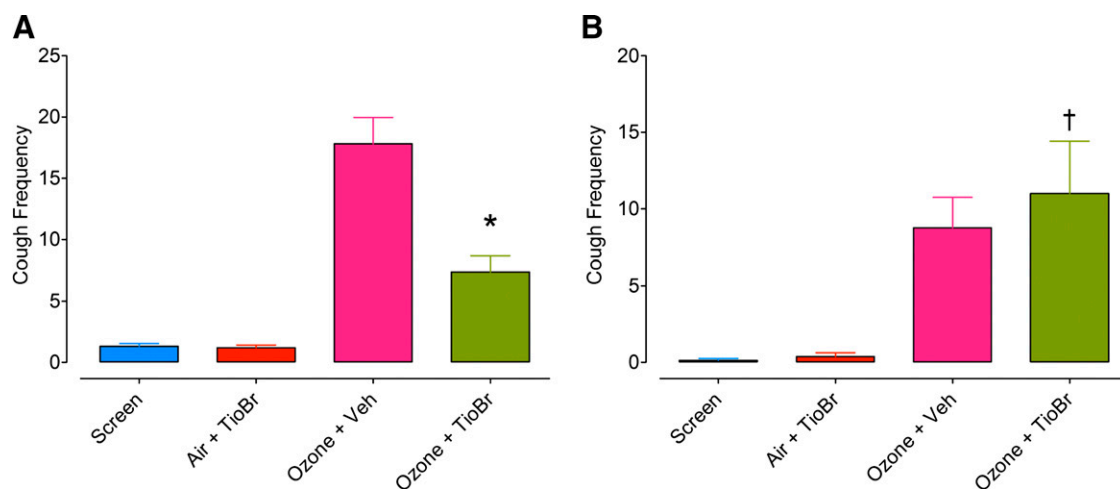 A
25
20
15
10
5
0
Cough Frequency
*
Screen
Air + TioBr
Ozone + Veh
Ozone + TioBr
B
20
15
10
5
0
Cough Frequency
†
Screen
Air + TioBr
Ozone + Veh
Ozone + TioBr